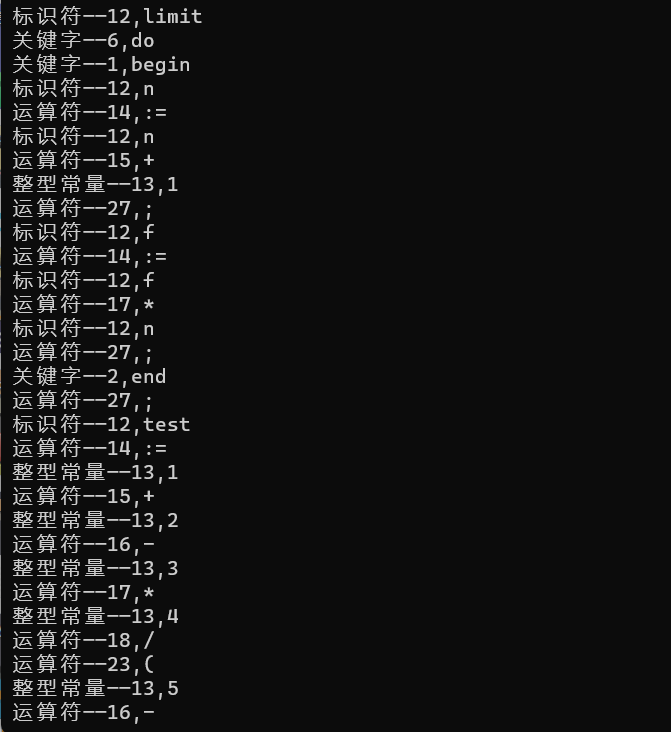 标识符——12,limit
关键字——6,do
关键字——1,begin
标识符——12,n
运算符——14,:=
标识符——12,n
运算符——15,+
整型常量——13,1
运算符——27,;
标识符——12,f
运算符——14,:=
标识符——12,f
运算符——17,*
标识符——12,n
运算符——27,;
关键字——2,end
运算符——27,;
标识符——12,test
运算符——14,:=
整型常量——13,1
运算符——15,+
整型常量——13,2
运算符——16,-
整型常量——13,3
运算符——17,*
整型常量——13,4
运算符——18,/
运算符——23,(
整型常量——13,5
运算符——16,-